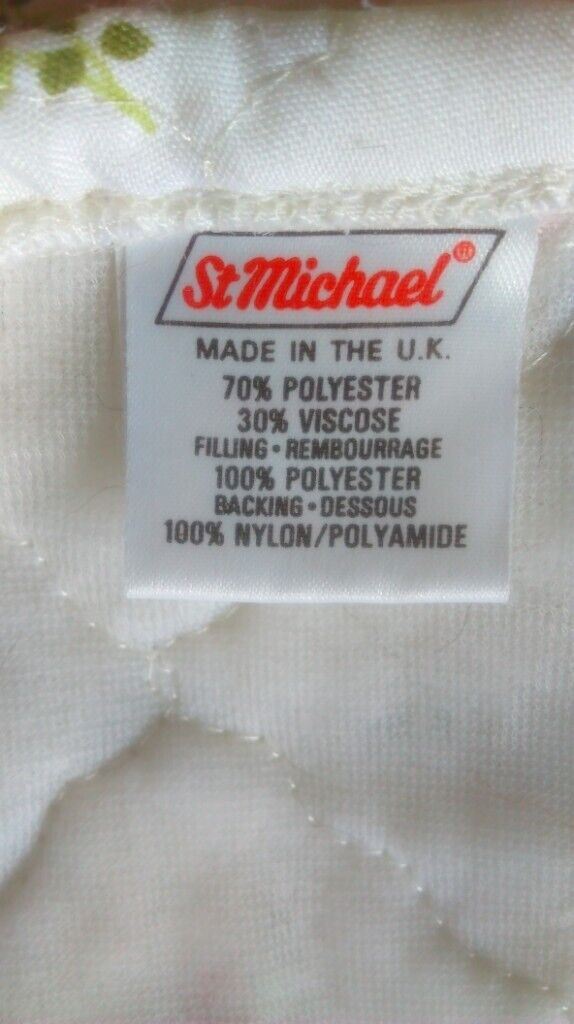 St Michael®
MADE IN THE U.K.
70% POLYESTER
30% VISCOSE
FILLING • REMBOURRAGE
100% POLYESTER
BACKING • DESSOUS
100% NYLON/POLYAMIDE